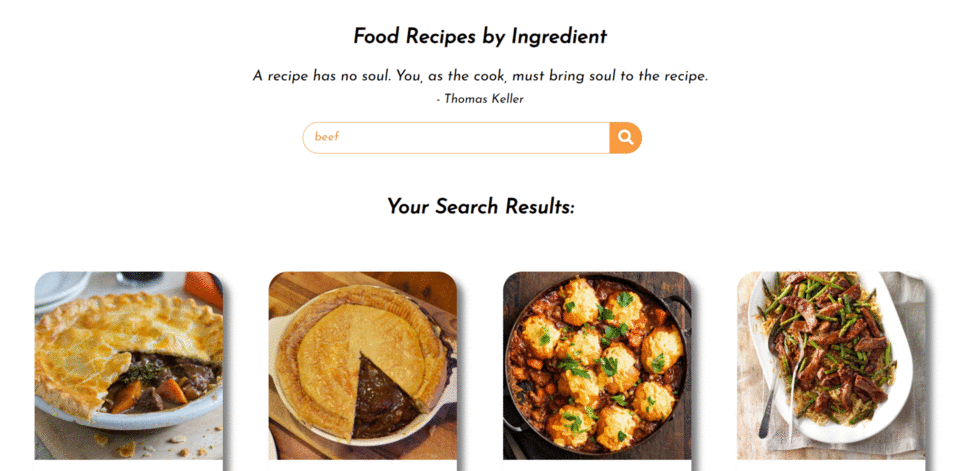 Food Recipes by Ingredient
A recipe has no soul. You, as the cook, must bring soul to the recipe.
- Thomas Keller
beef
Your Search Results: